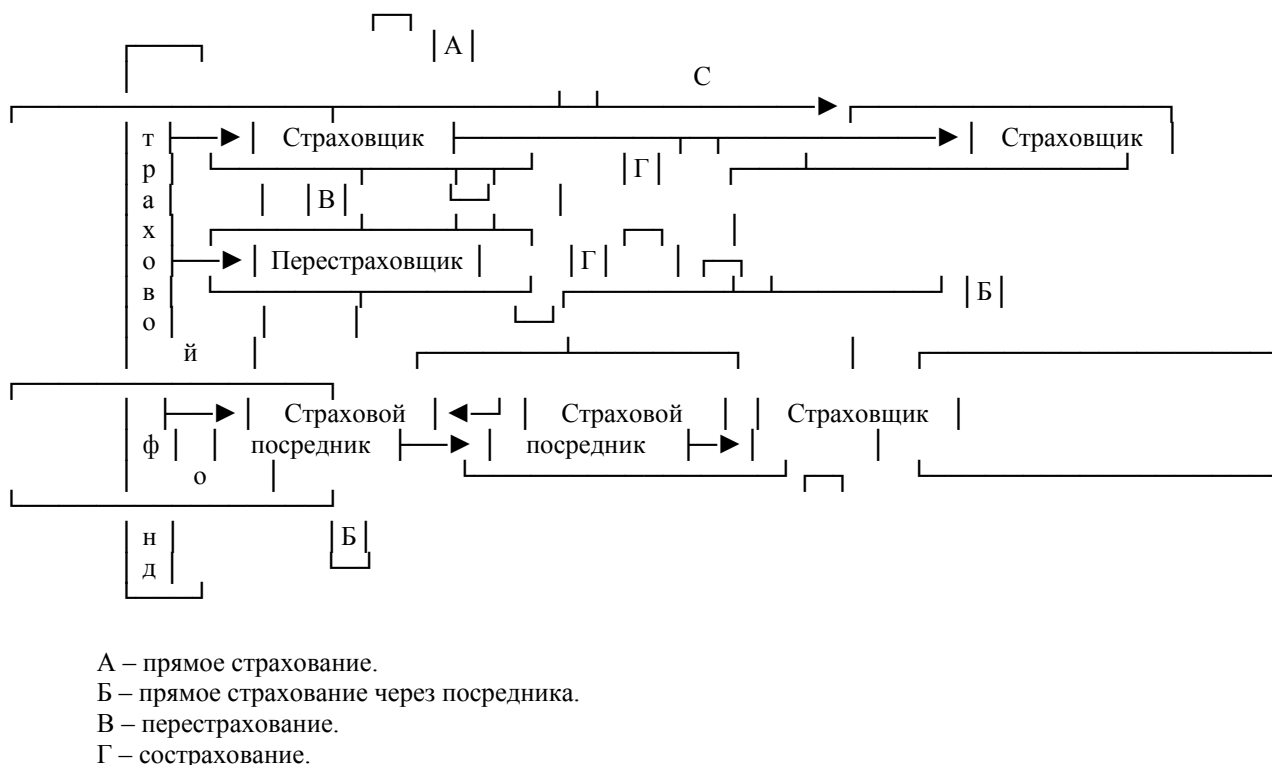 А
С
т Страховщик Страховщик
р Г
а В
х
о Перестраховщик Г
в Б
о
й
Страховой Страховой Страховщик
ф посредник посредник
о
н Б
д
А – прямое страхование.
Б – прямое страхование через посредника.
В – перестрахование.
Г – сострахование.